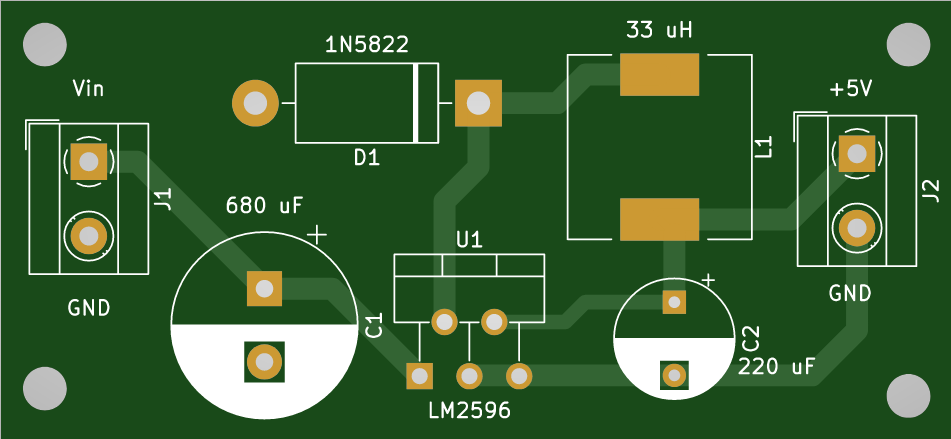 33 uH
1N5822
Vin
+5V
D1
L1
J1
J2
680 uF
U1
GND
GND
C1
C2
220 uF
LM2596